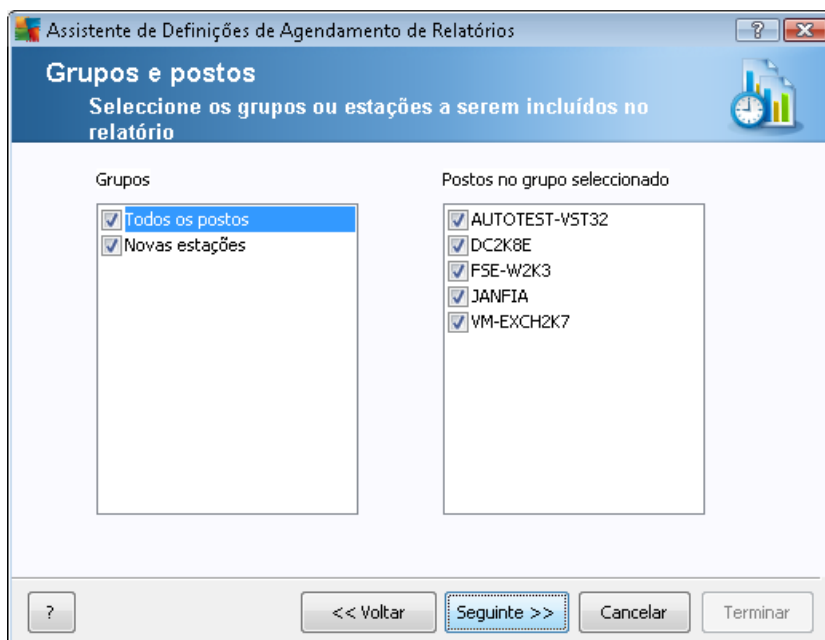 Assistente de Definições de Agendamento de Relatórios
?
Grupos e postos
Seleccione os grupos ou estações a serem incluídos no
relatório
Grupos
Postos no grupo seleccionado
Todos os postos
Novas estações
AUTOTEST-VST32
DC2K8E
FSE-W2K3
JANFIA
VM-EXCH2K7
?
<< Voltar
Seguinte >>
Cancelar
Terminar